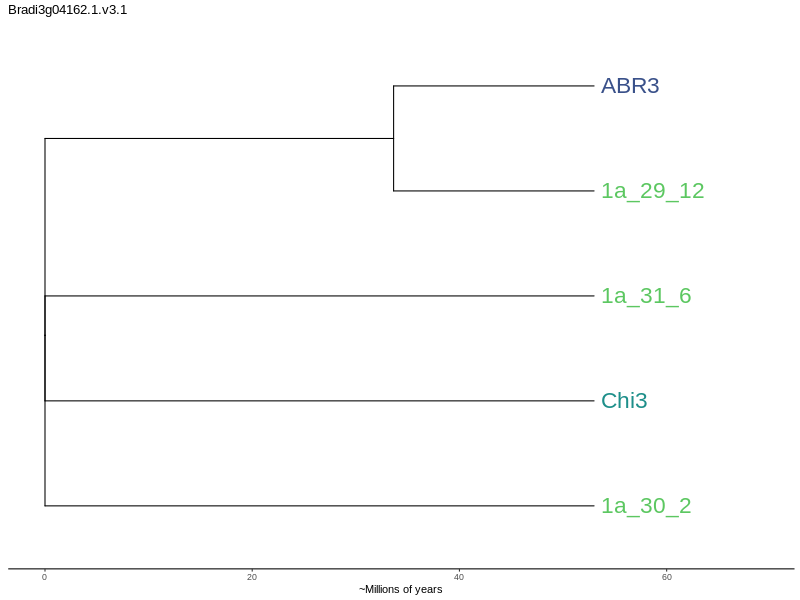 Bradi3g04162.1.v3.1
ABR3
1a_29_12
1a_31_6
Chi3
1a_30_2
0 20 40 60
~Millions of years